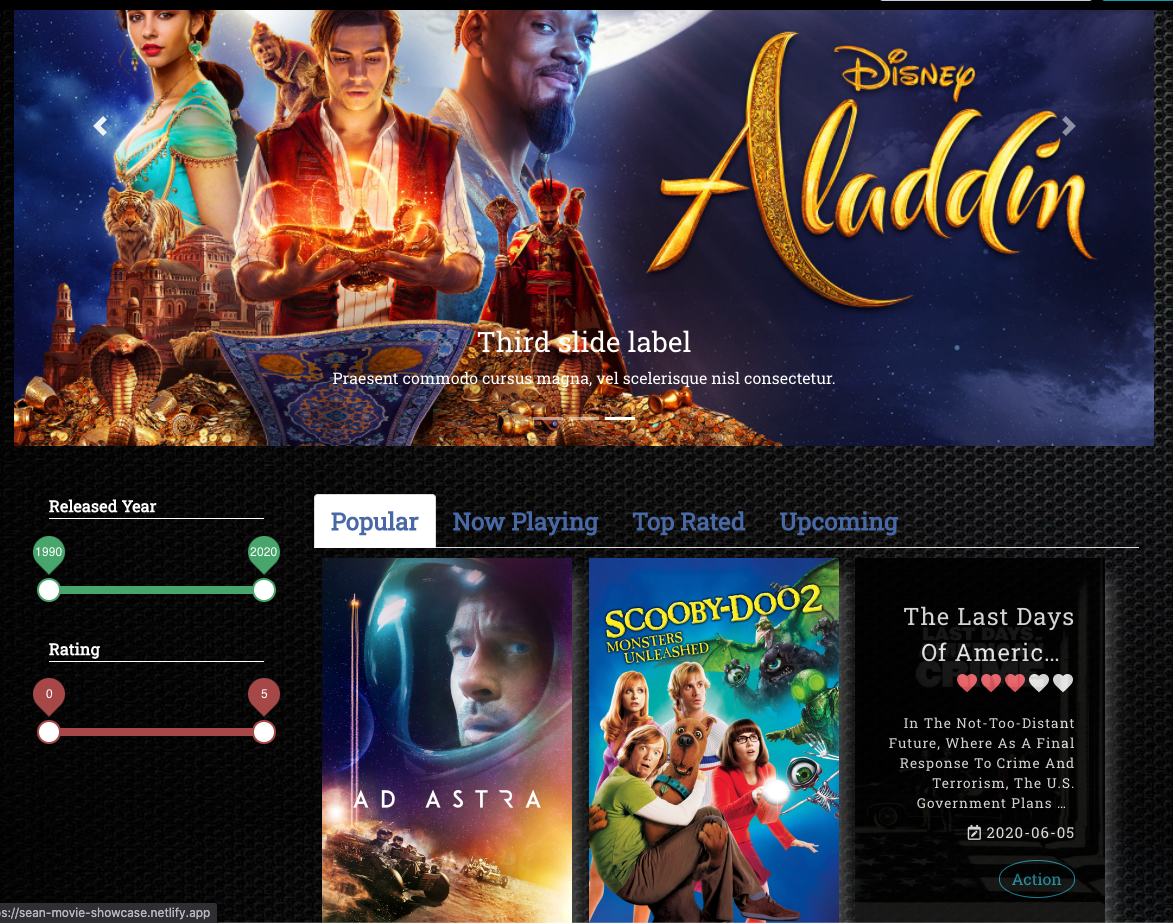 Disney
Aladdin
Third slide label
Praesent commodo cursus magna, vel scelerisque nisl consectetur.
Released Year
1990
2020
Rating
0
5
Popular
Now Playing
Top Rated
Upcoming
AD ASTRA
SCOOBY-DOO 2
MONSTERS
UNLEASHED
The Last Days
Of Americ...
In The Not-Too-Distant
Future, Where As A Final
Response To Crime And
Terrorism, The U.S.
Government Plans ...
2020-06-05
Action
s://sean-movie-showcase.netlify.app